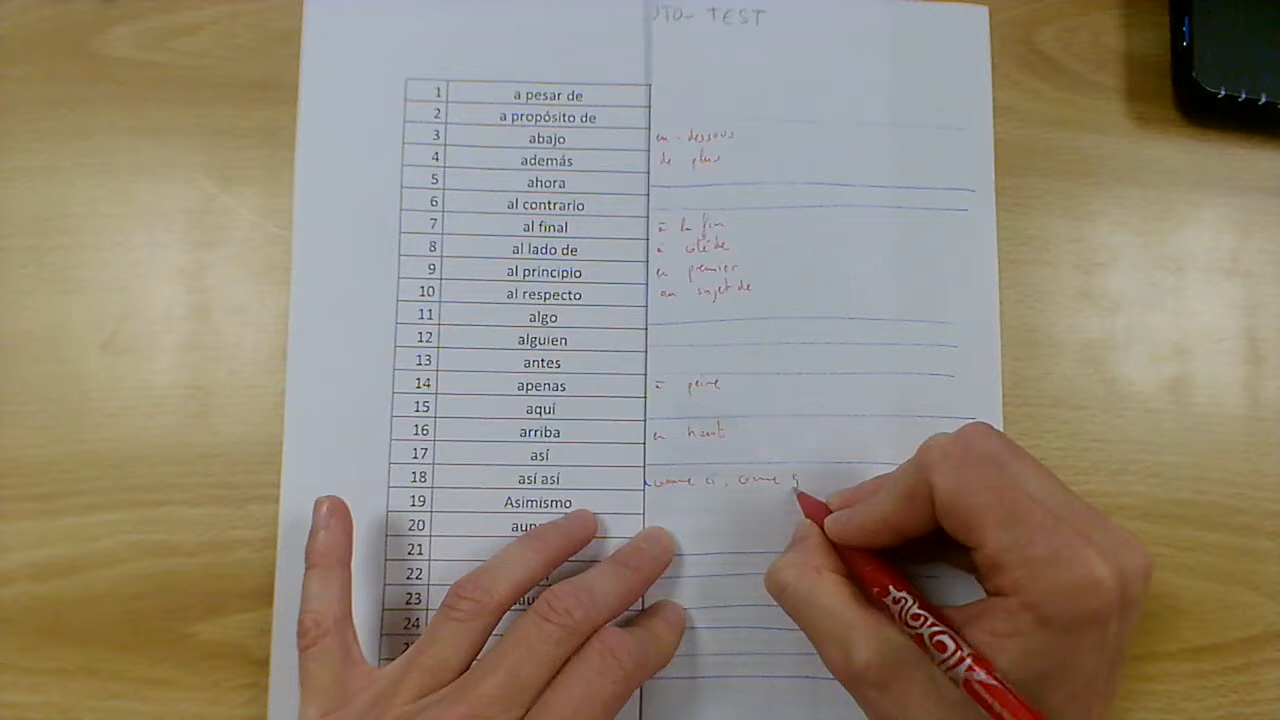 TO-TEST
1 a pesar de
2 a propósito de
3 abajo en-dessous
4 además de plus
5 ahora
6 al contrario
7 al final à la fin
8 al lado de à côté de
9 al principio en premier
10 al respecto au sujet de
11 algo
12 alguien
13 antes
14 apenas à peine
15 aquí
16 arriba en haut
17 así
18 así así comme ci, comme ç
19 Asimismo
20 aun
21
22
23
24